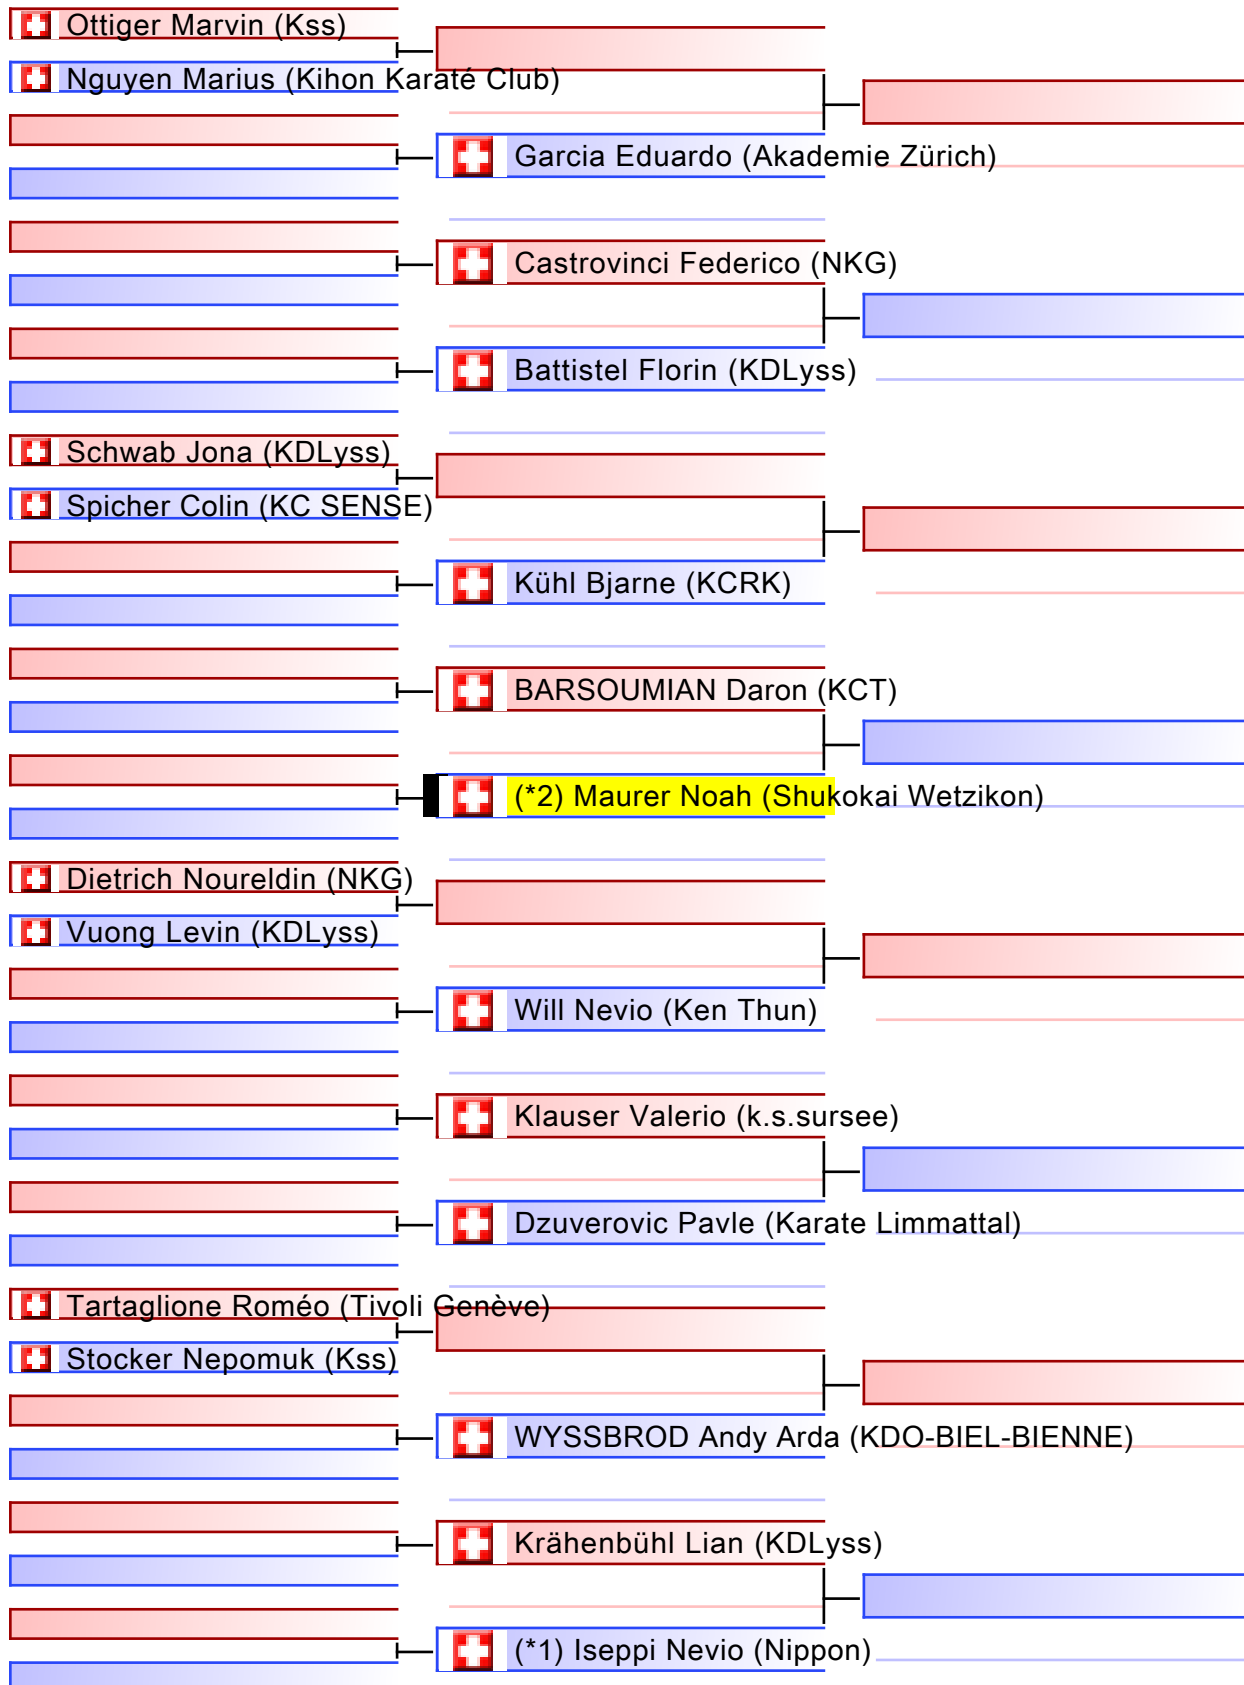 Ottiger Marvin (Kss)
Nguyen Marius (Kihon Karaté Club)
Garcia Eduardo (Akademie Zürich)
Castrovinci Federico (NKG)
Battistel Florin (KDLyss)
Schwab Jona (KDLyss)
Spicher Colin (KC SENSE)
Kühl Bjarne (KCRK)
BARSOUMIAN Daron (KCT)
(*2) Maurer Noah (Shukokai Wetzikon)
Dietrich Noureldin (NKG)
Vuong Levin (KDLyss)
Will Nevio (Ken Thun)
Klauser Valerio (k.s.sursee)
Dzuverovic Pavle (Karate Limmattal)
Tartaglione Roméo (Tivoli Genève)
Stocker Nepomuk (Kss)
WYSSBROD Andy Arda (KDO-BIEL-BIENNE)
Krähenbühl Lian (KDLyss)
(*1) Iseppi Nevio (Nippon)